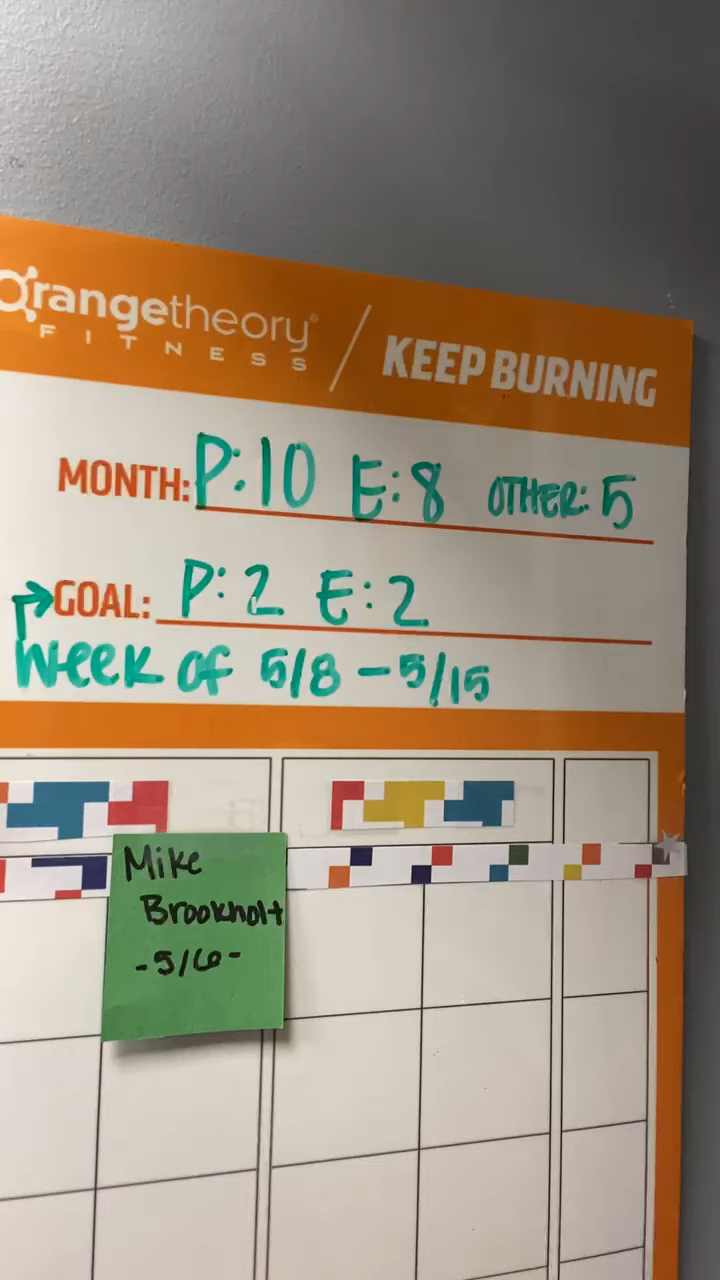 Orangetheory® / KEEP BURNING
FITNESS
MONTH: P:10 E:8 OTHER: 5
GOAL: P:2 E:2
Week of 5/8 - 5/15
Mike
Brookholt
-5/6-